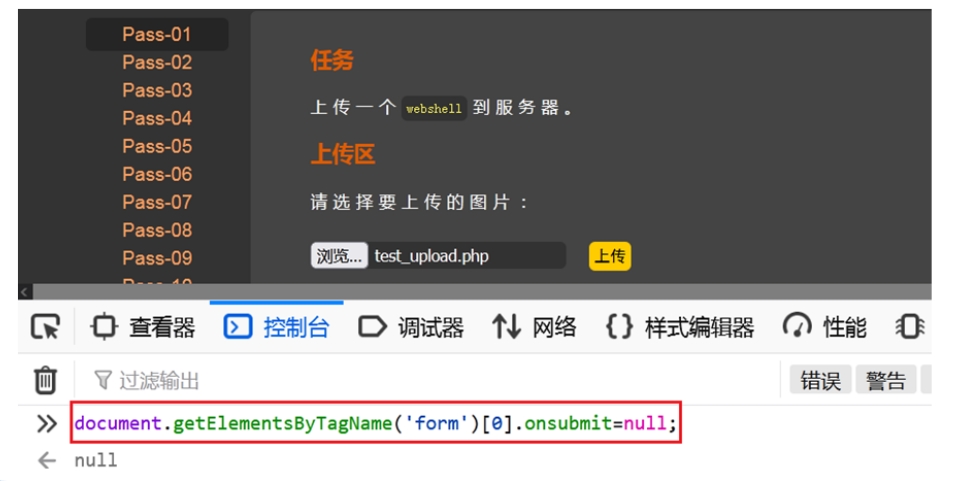 Pass-01
Pass-02
Pass-03
Pass-04
Pass-05
Pass-06
Pass-07
Pass-08
Pass-09
任务
上传一个 webshell 到服务器。
上传区
请选择要上传的图片：
浏览... test_upload.php 上传
查看器 控制台 调试器 网络 {} 样式编辑器 性能
过滤输出 错误 警告
document.getElementsByTagName('form')[0].onsubmit=null;
null